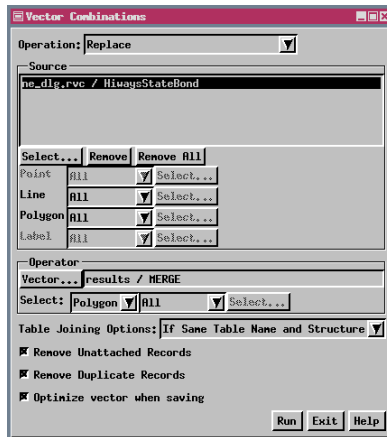 Vector Combinations
Operation: Replace
Source
ne_dlg.rvc / HiwaysStateBond
Select... Remove Remove All
Point All Select...
Line All Select...
Polygon All Select...
Label All Select...
Operator
Vector... results / MERGE
Select: Polygon All Select...
Table Joining Options: If Same Table Name and Structure
Remove Unattached Records
Remove Duplicate Records
Optimize vector when saving
Run Exit Help